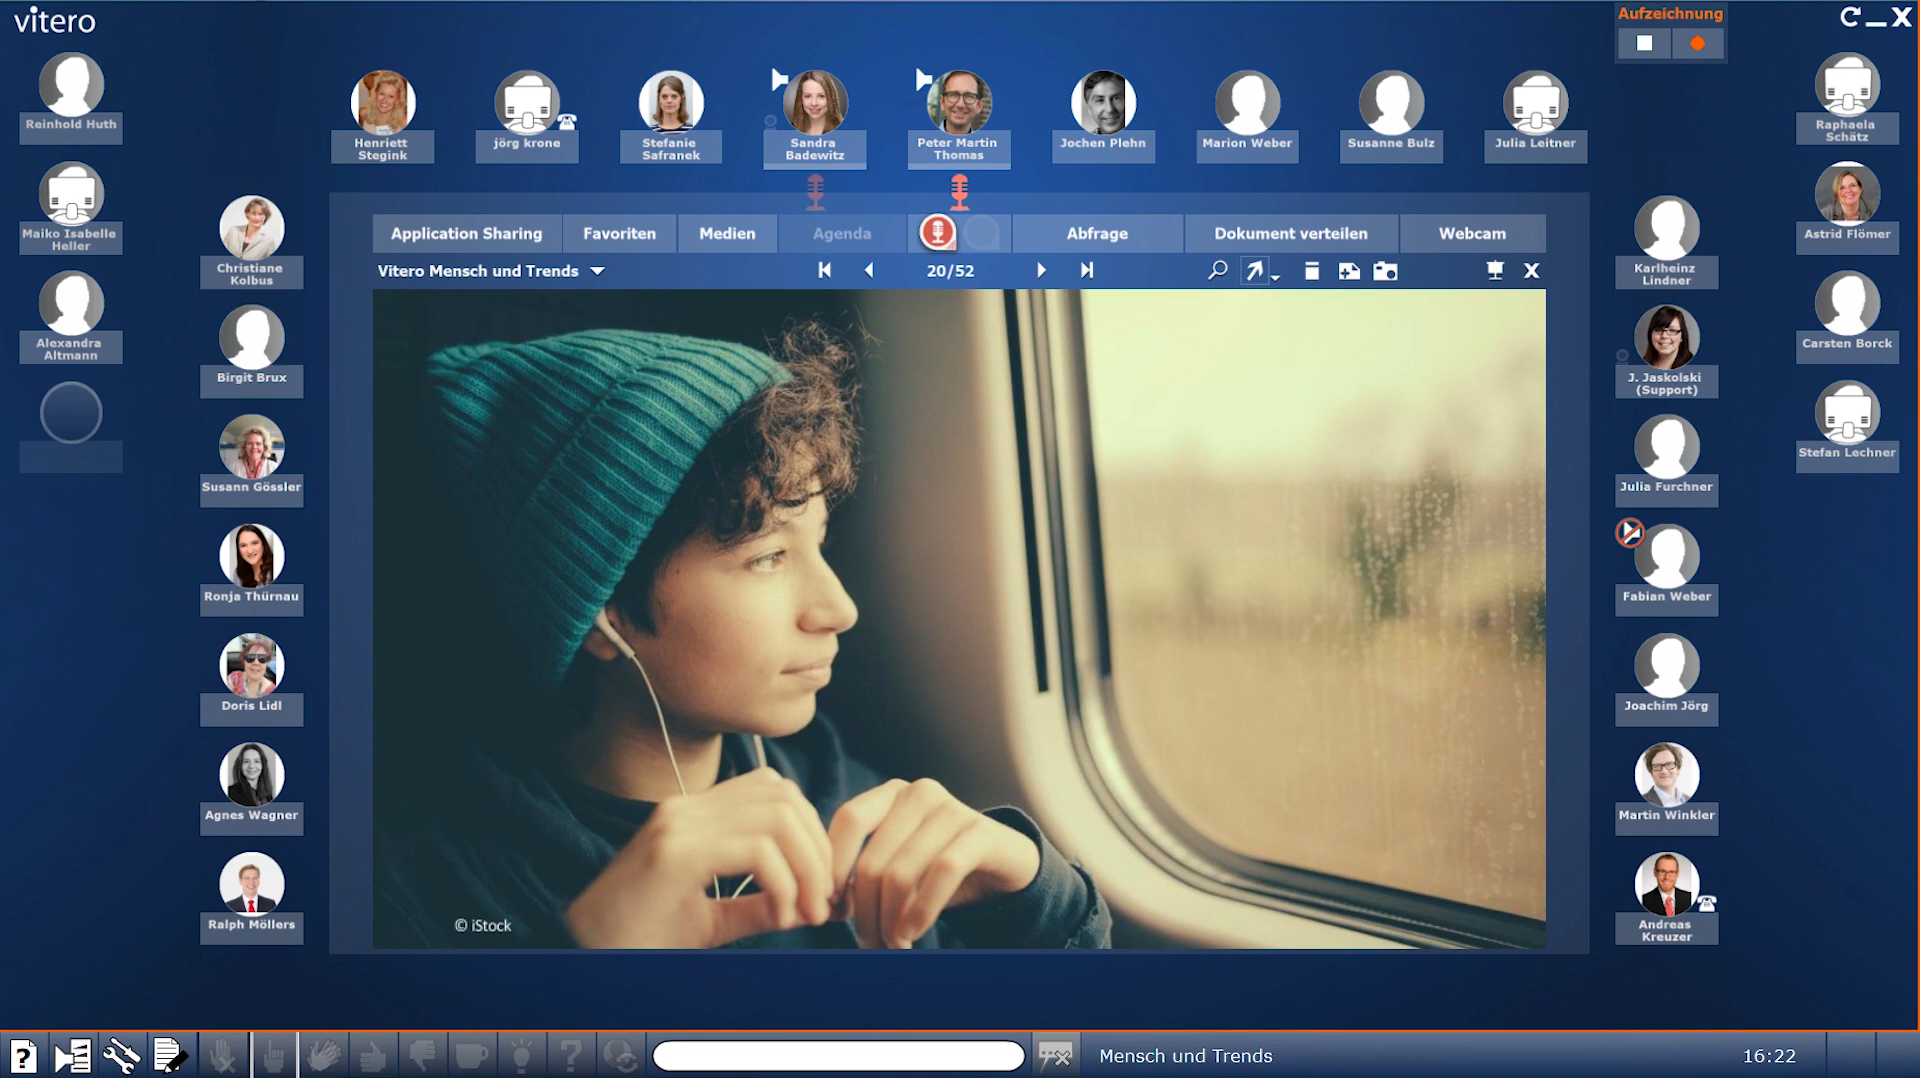 vitero
Aufzeichnung
Reinhold Huth
Maiko Isabelle
Heller
Alexandra
Altmann
Henriett
Stegink
jörg krone
Stefanie
Safranek
Sandra
Badewitz
Peter Martin
Thomas
Jochen Plehn
Marion Weber
Susanne Bulz
Julia Leitner
Raphaela
Schätz
Astrid Flömer
Carsten Borck
Stefan Lechner
Christiane
Kolbus
Birgit Brux
Susann Gössler
Ronja Thürnau
Doris Lidl
Agnes Wagner
Ralph Möllers
Application Sharing
Favoriten
Medien
Agenda
Abfrage
Dokument verteilen
Webcam
Vitero Mensch und Trends
20/52
© iStock
Karlheinz
Lindner
J. Jaskolski
(Support)
Julia Furchner
Fabian Weber
Joachim Jörg
Martin Winkler
Andreas
Kreuzer
Mensch und Trends
16:22